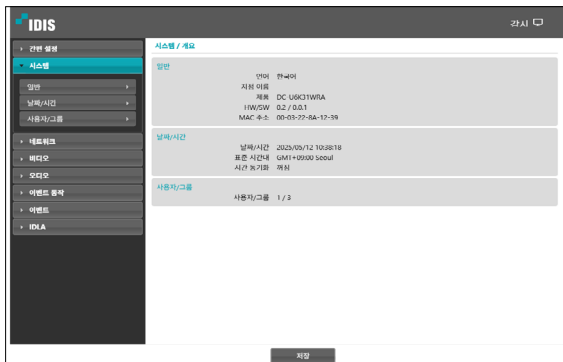 IDIS
감시
간편 설정
시스템
일반
날짜/시간
사용자/그룹
네트워크
비디오
오디오
이벤트 동작
이벤트
IDLA
시스템 / 개요
일반
언어 한국어
지점 이름
제품 DC-U6K31WRA
HW/SW 0.2 / 0.0.1
MAC 주소 00-03-22-8A-12-39
날짜/시간
날짜/시간 2025/05/12 10:38:18
표준 시간대 GMT+09:00 Seoul
시간 동기화 꺼짐
사용자/그룹
사용자/그룹 1 / 3
저장